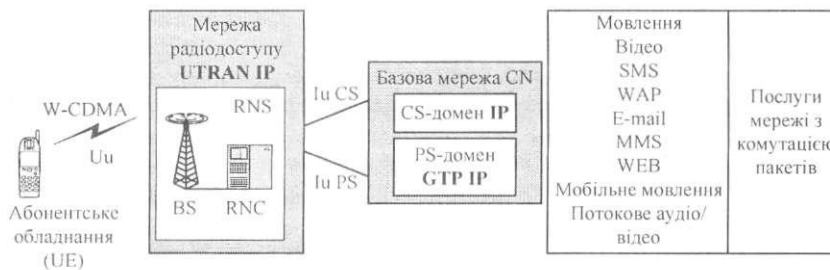 W-CDMA
Uu
Абонентське
обладнання
(UE)
Мережа
радіодоступу
UTRAN IP
RNS
BS
RNC
Iu CS
Iu PS
Базова мережа CN
CS-домен IP
PS-домен
GTP IP
Мовлення
Відео
SMS
WAP
E-mail
MMS
WEB
Мобільне мовлення
Потокове аудіо/
відео
Послуги
мережі з
комутацією
пакетів